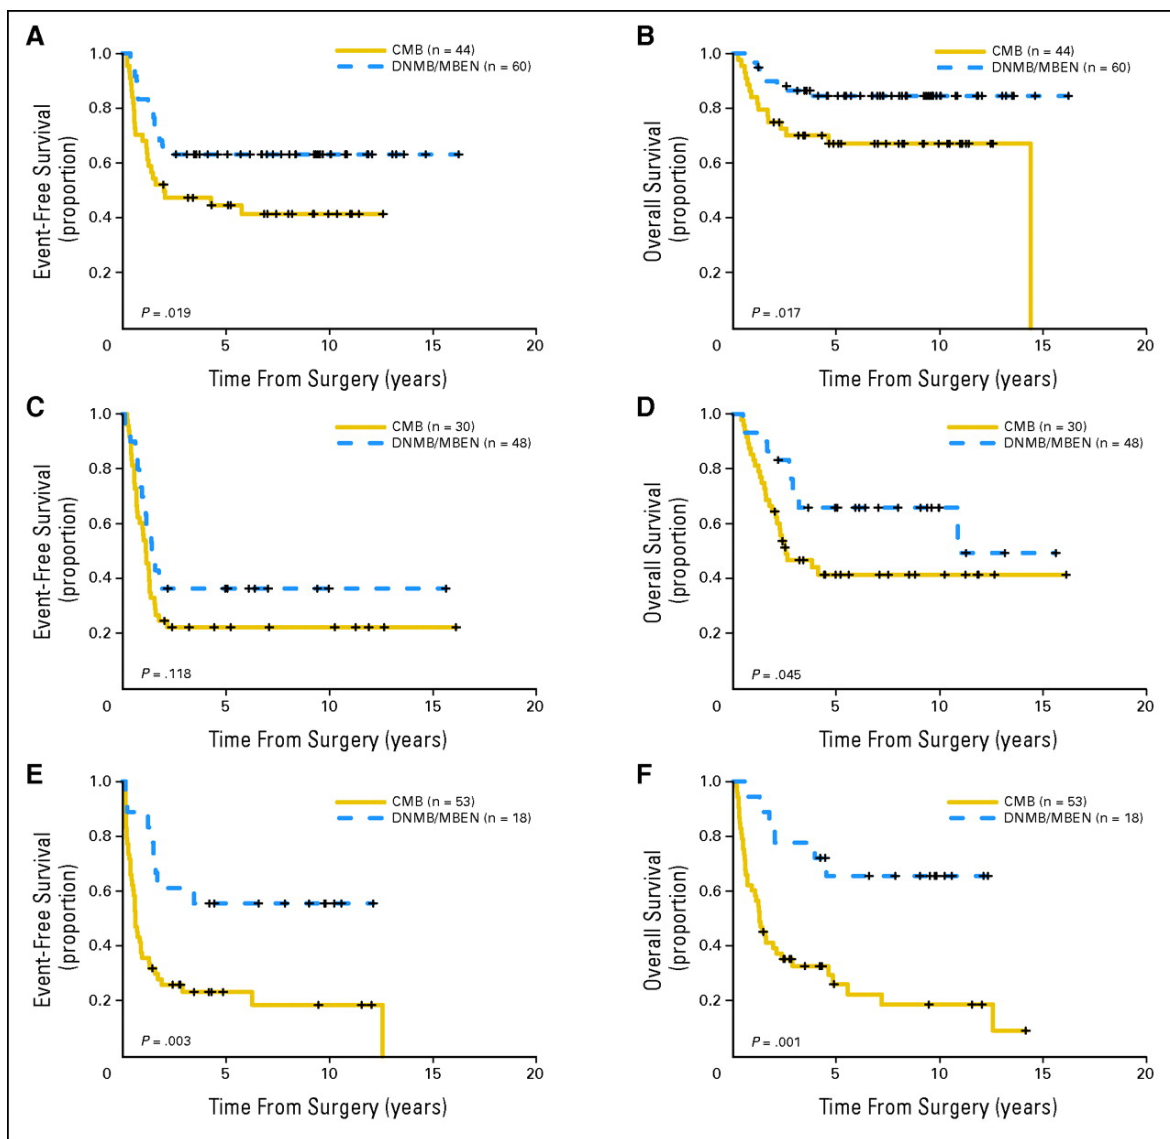 A
1.0
0.8
0.6
0.4
0.2
0
5
10
15
20
Event-Free Survival
(proportion)
Time From Surgery (years)
CMB (n = 44)
DNMB/MBEN (n = 60)
P = .019
B
1.0
0.8
0.6
0.4
0.2
0
5
10
15
20
Overall Survival
(proportion)
Time From Surgery (years)
CMB (n = 44)
DNMB/MBEN (n = 60)
P = .017
C
1.0
0.8
0.6
0.4
0.2
0
5
10
15
20
Event-Free Survival
(proportion)
Time From Surgery (years)
CMB (n = 30)
DNMB/MBEN (n = 48)
P = .118
D
1.0
0.8
0.6
0.4
0.2
0
5
10
15
20
Overall Survival
(proportion)
Time From Surgery (years)
CMB (n = 30)
DNMB/MBEN (n = 48)
P = .045
E
1.0
0.8
0.6
0.4
0.2
0
5
10
15
20
Event-Free Survival
(proportion)
Time From Surgery (years)
CMB (n = 53)
DNMB/MBEN (n = 18)
P = .003
F
1.0
0.8
0.6
0.4
0.2
0
5
10
15
20
Overall Survival
(proportion)
Time From Surgery (years)
CMB (n = 53)
DNMB/MBEN (n = 18)
P = .001